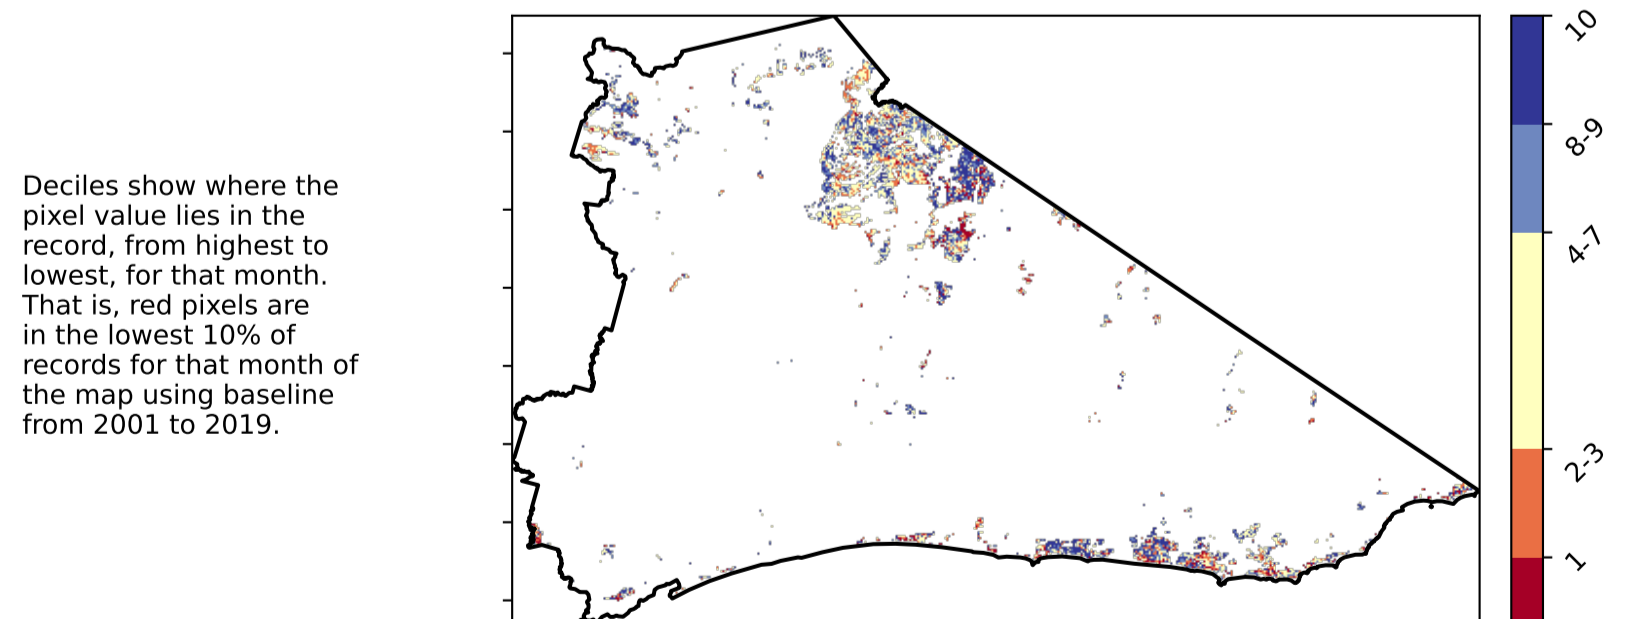 Deciles show where the
pixel value lies in the
record, from highest to
lowest, for that month.
That is, red pixels are
in the lowest 10% of
records for that month of
the map using baseline
from 2001 to 2019.
10
8-9
4-7
2-3
1